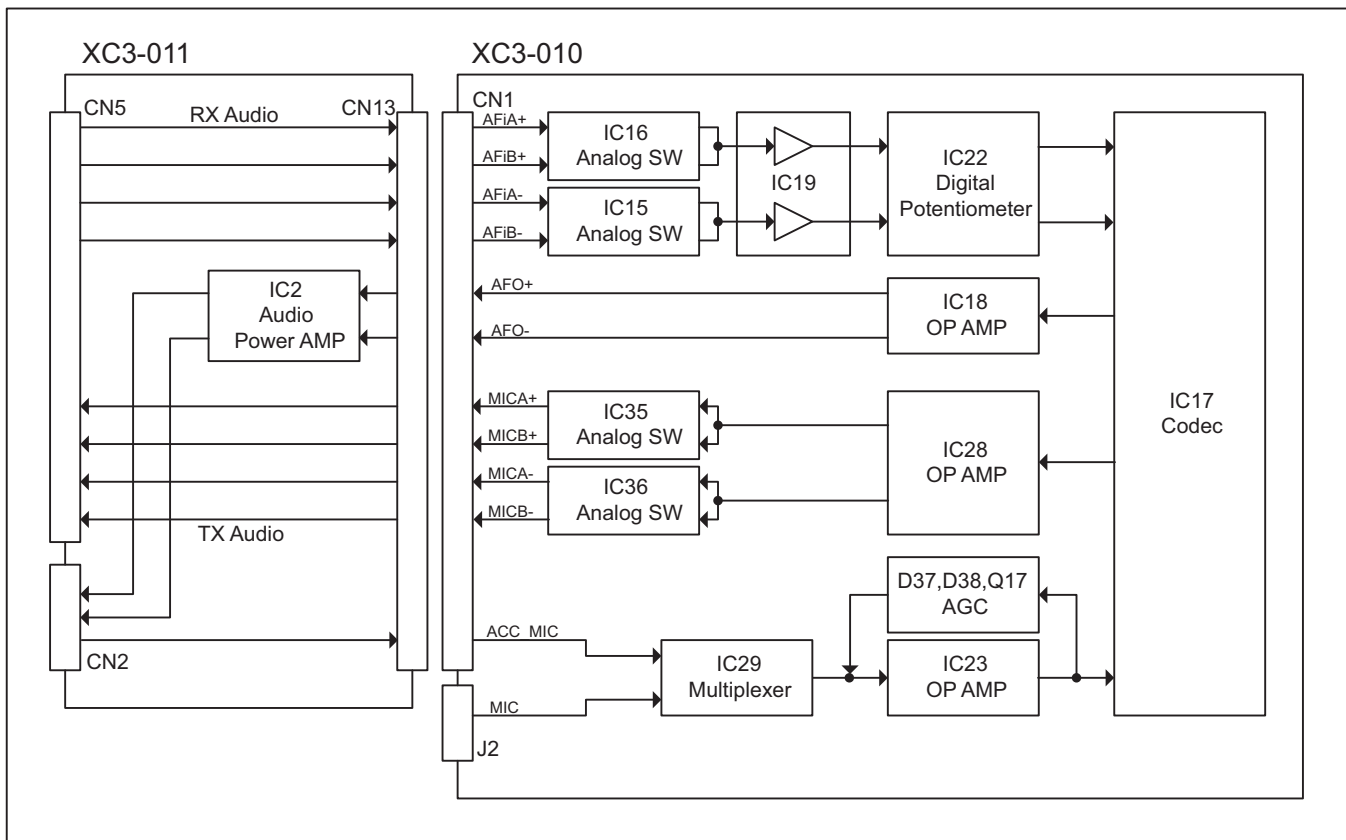 XC3-011
XC3-010
CN5
RX Audio
CN13
CN1
AFiA+
AFiB+
AFiA-
AFiB-
IC16
Analog SW
IC15
Analog SW
IC19
IC22
Digital
Potentiometer
IC2
Audio
Power AMP
AFO+
AFO-
IC18
OP AMP
IC17
Codec
MICA+
MICB+
MICA-
MICB-
IC35
Analog SW
IC36
Analog SW
IC28
OP AMP
TX Audio
D37,D38,Q17
AGC
CN2
ACC MIC
MIC
IC29
Multiplexer
IC23
OP AMP
J2